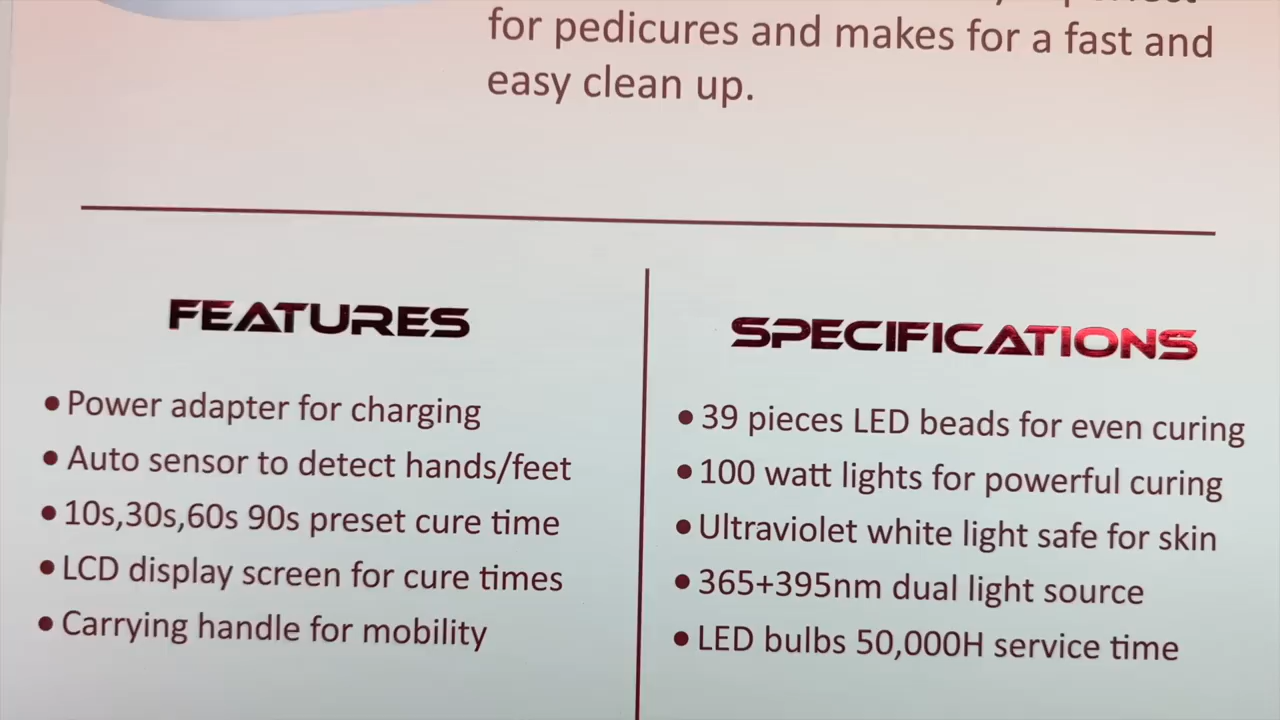 for pedicures and makes for a fast and
easy clean up.
FEATURES
• Power adapter for charging
• Auto sensor to detect hands/feet
• 10s,30s,60s 90s preset cure time
• LCD display screen for cure times
• Carrying handle for mobility
SPECIFICATIONS
• 39 pieces LED beads for even curing
• 100 watt lights for powerful curing
• Ultraviolet white light safe for skin
• 365+395nm dual light source
• LED bulbs 50,000H service time